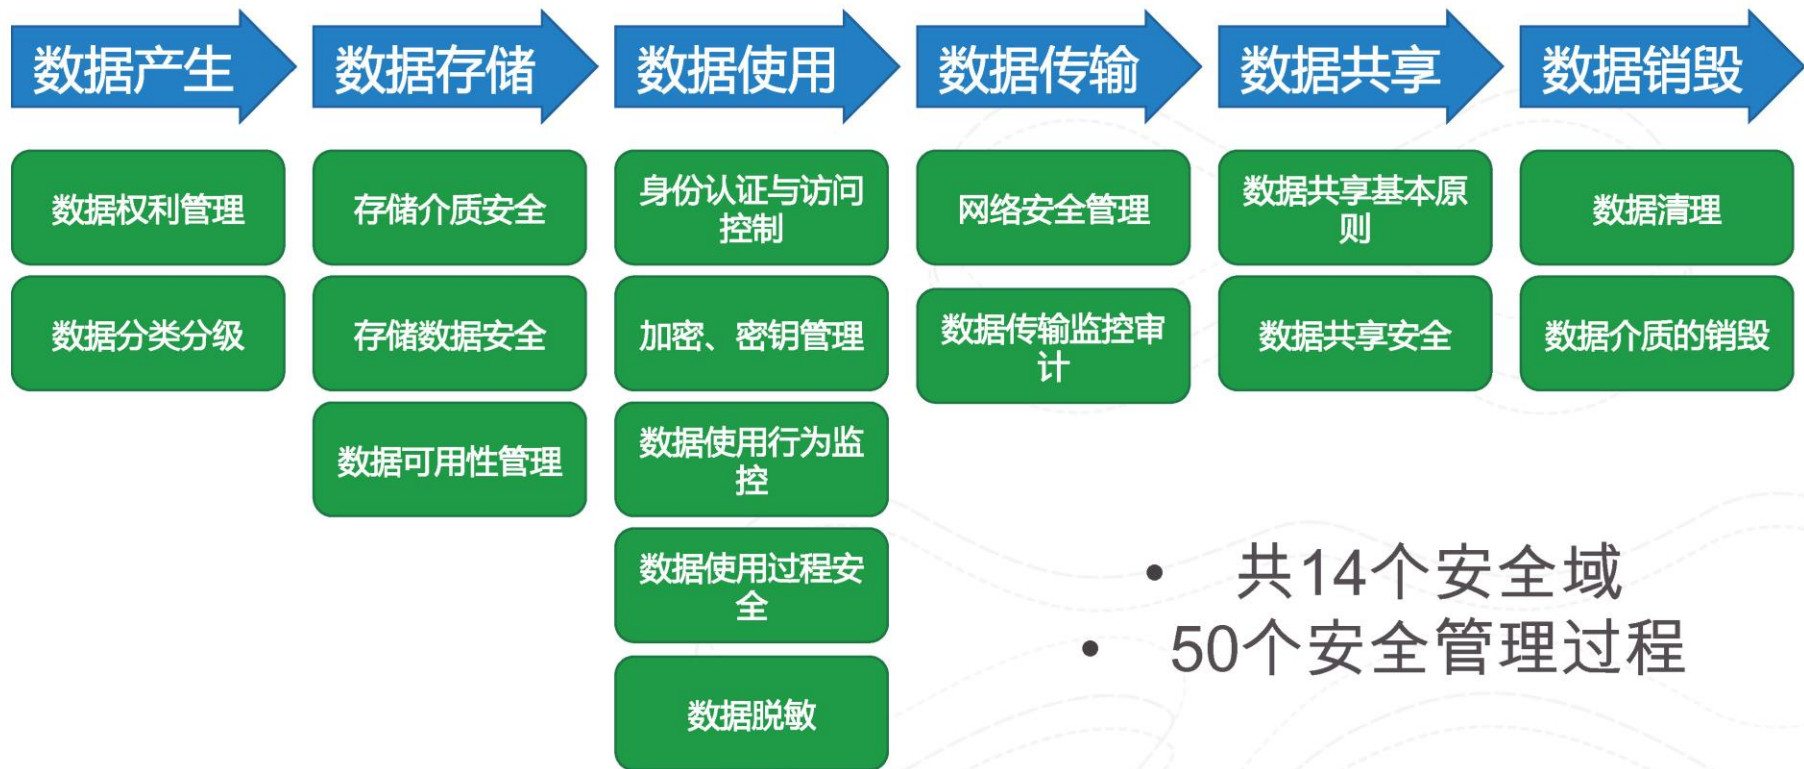 数据产生
数据存储
数据使用
数据传输
数据共享
数据销毁
数据权利管理
数据分类分级
存储介质安全
存储数据安全
数据可用性管理
身份认证与访问
控制
加密、密钥管理
数据使用行为监
控
数据使用过程安
全
数据脱敏
网络安全管理
数据传输监控审
计
数据共享基本原
则
数据共享安全
数据清理
数据介质的销毁
• 共14个安全域
• 50个安全管理过程